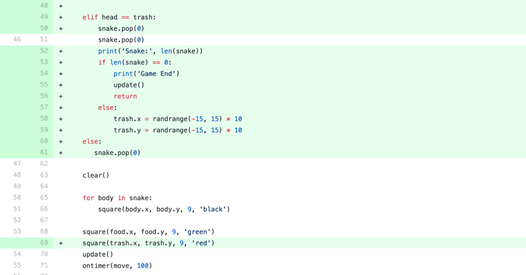 48 +
49 + elif head == trash:
50 + snake.pop(0)
46 51 snake.pop(0)
52 + print('Snake:', len(snake))
53 + if len(snake) == 0:
54 + print('Game End')
55 + update()
56 + return
57 + else:
58 + trash.x = randrange(-15, 15) * 10
59 + trash.y = randrange(-15, 15) * 10
60 + else:
61 + snake.pop(0)
47 62
48 63 clear()
49 64
50 65 for body in snake:
51 66 square(body.x, body.y, 9, 'black')
52 67
53 68 square(food.x, food.y, 9, 'green')
69 + square(trash.x, trash.y, 9, 'red')
54 70 update()
55 71 ontimer(move, 100)